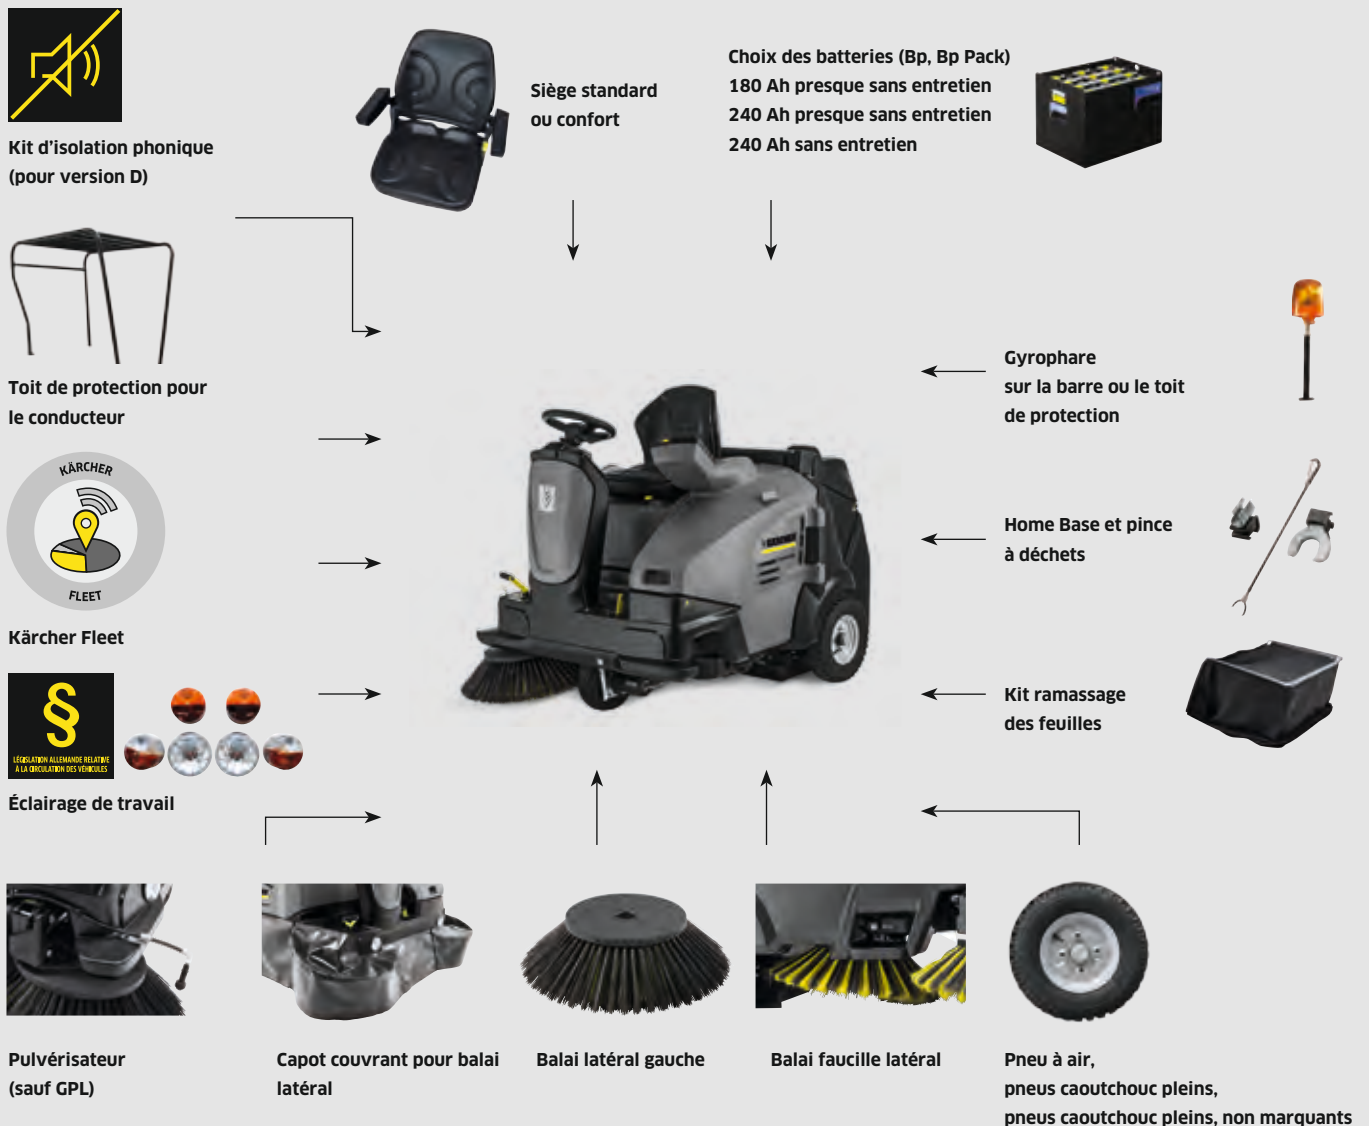 Kit d'isolation phonique
(pour version D)
Siège standard
ou confort
Choix des batteries (Bp, Bp Pack)
180 Ah presque sans entretien
240 Ah presque sans entretien
240 Ah sans entretien
Toit de protection pour
le conducteur
KÄRCHER
FLEET
Kärcher Fleet
§
LÉGISLATION ALLEMANDE RELATIVE
À LA CIRCULATION DES VÉHICULES
Éclairage de travail
KÄRCHER
Gyrophare
sur la barre ou le toit
de protection
Home Base et pince
à déchets
Kit ramassage
des feuilles
Pulvérisateur
(sauf GPL)
Capot couvrant pour balai
latéral
Balai latéral gauche
Balai faucille latéral
Pneu à air,
pneus caoutchouc pleins,
pneus caoutchouc pleins, non marquants